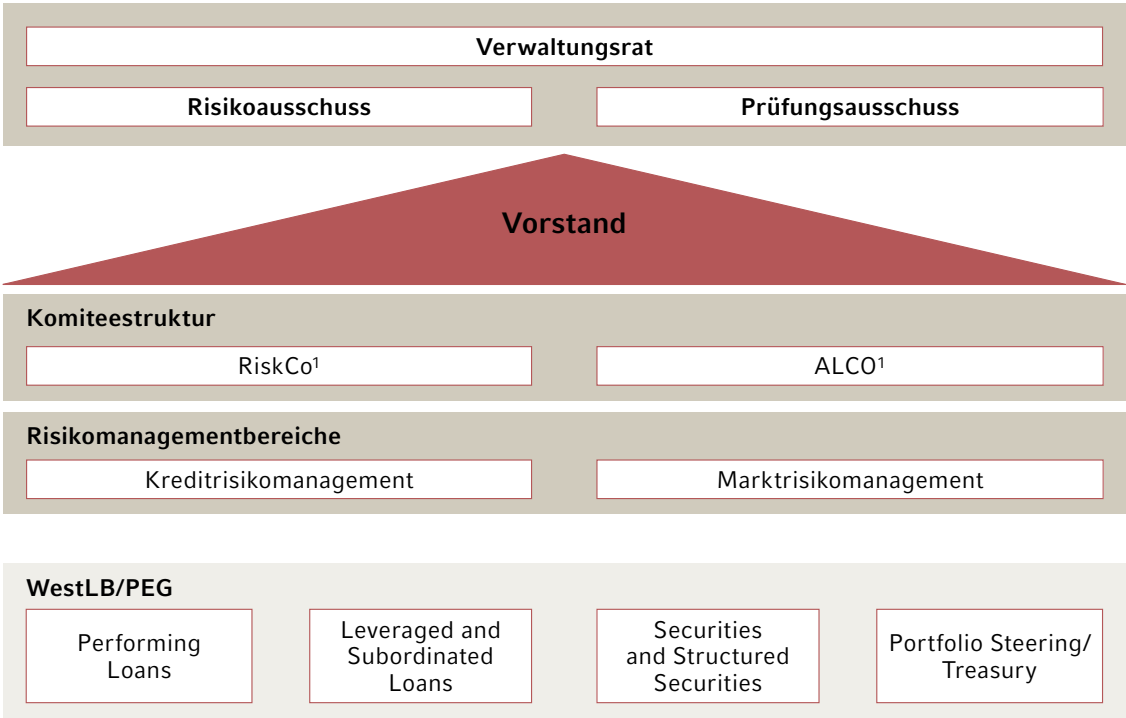 Verwaltungsrat
Risikoausschuss
Prüfungsausschuss
Vorstand
Komiteestruktur
RiskCo¹
ALCO¹
Risikomanagementbereiche
Kreditrisikomanagement
Marktrisikomanagement
WestLB/PEG
Performing
Loans
Leveraged and
Subordinated
Loans
Securities
and Structured
Securities
Portfolio Steering/
Treasury